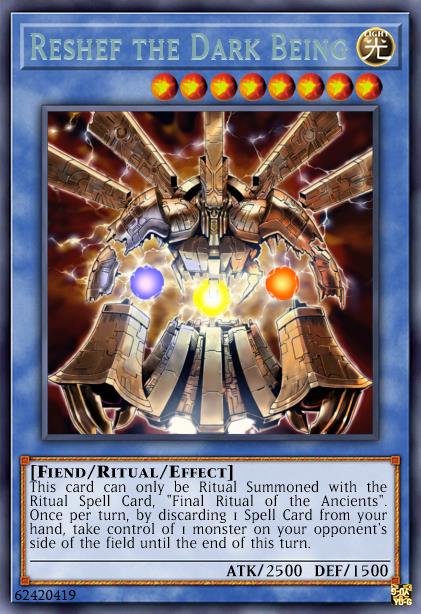 RESHEF THE DARK BEING
LIGHT
光
[FIEND/RITUAL/EFFECT]
This card can only be Ritual Summoned with the
Ritual Spell Card, "Final Ritual of the Ancients".
Once per turn, by discarding 1 Spell Card from your
hand, take control of 1 monster on your opponent's
side of the field until the end of this turn.
ATK/2500 DEF/1500
62420419